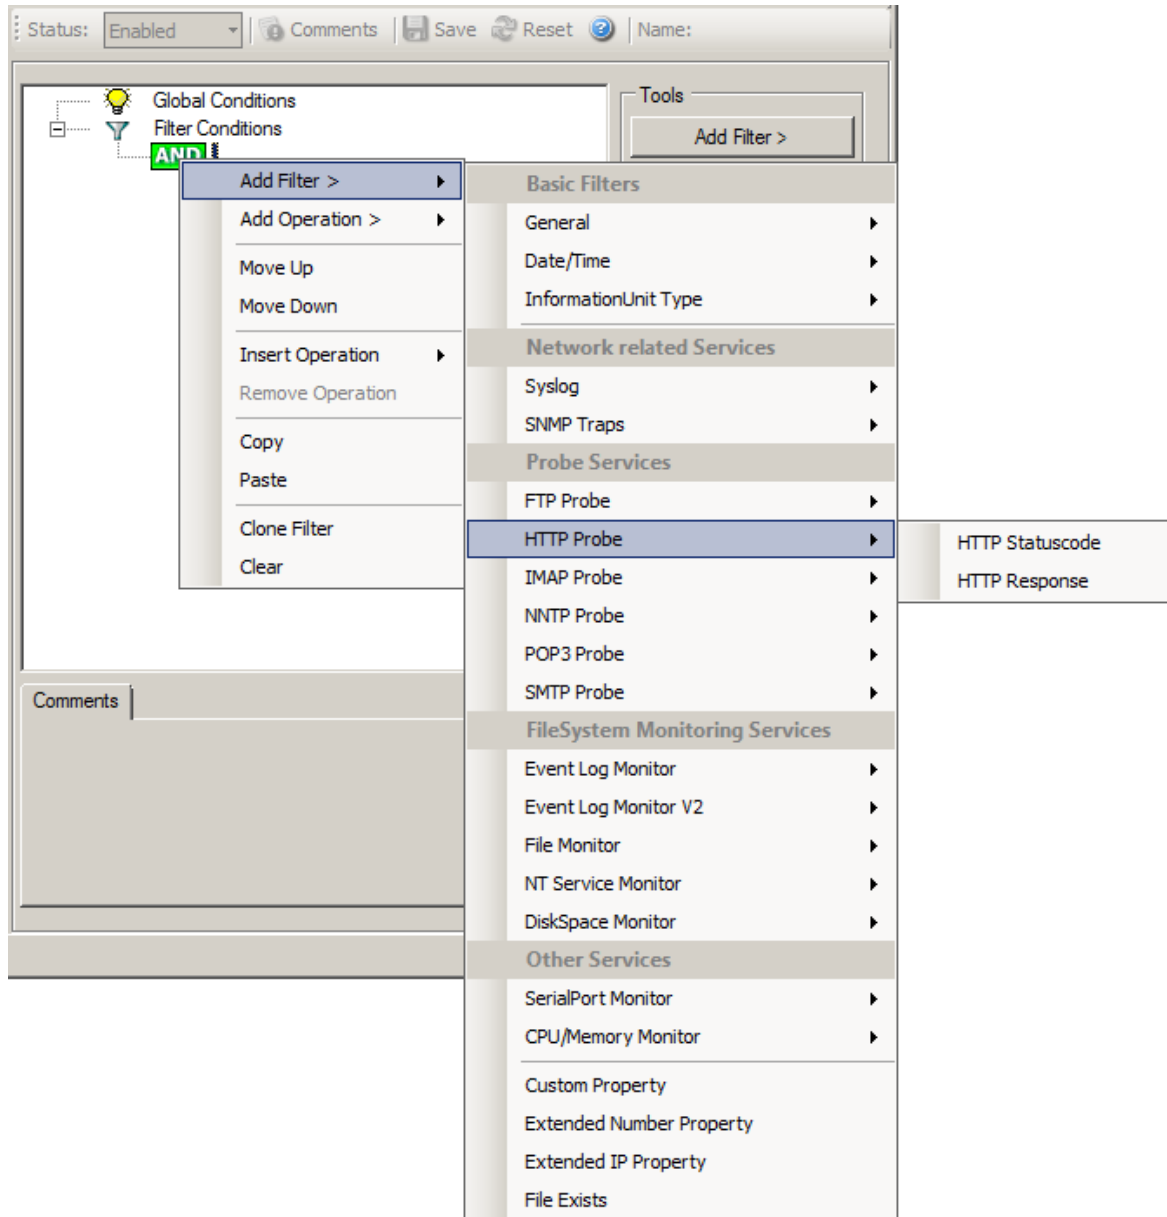 Status: Enabled Comments Save Reset Name:
Global Conditions
Filter Conditions
AND
Tools
Add Filter >
Add Filter >
Add Operation >
Move Up
Move Down
Insert Operation
Remove Operation
Copy
Paste
Clone Filter
Clear
Basic Filters
General
Date/Time
InformationUnit Type
Network related Services
Syslog
SNMP Traps
Probe Services
FTP Probe
HTTP Probe
IMAP Probe
NNTP Probe
POP3 Probe
SMTP Probe
FileSystem Monitoring Services
Event Log Monitor
Event Log Monitor V2
File Monitor
NT Service Monitor
DiskSpace Monitor
Other Services
SerialPort Monitor
CPU/Memory Monitor
Custom Property
Extended Number Property
Extended IP Property
File Exists
HTTP Statuscode
HTTP Response
Comments